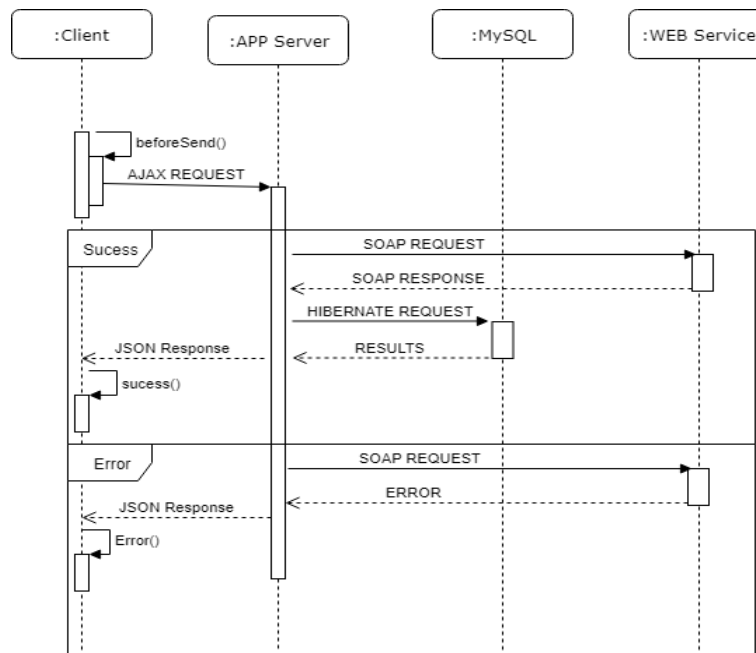 :Client
:APP Server
:MySQL
:WEB Service
beforeSend()
AJAX REQUEST
Sucess
SOAP REQUEST
SOAP RESPONSE
HIBERNATE REQUEST
JSON Response
RESULTS
sucess()
Error
SOAP REQUEST
ERROR
JSON Response
Error()